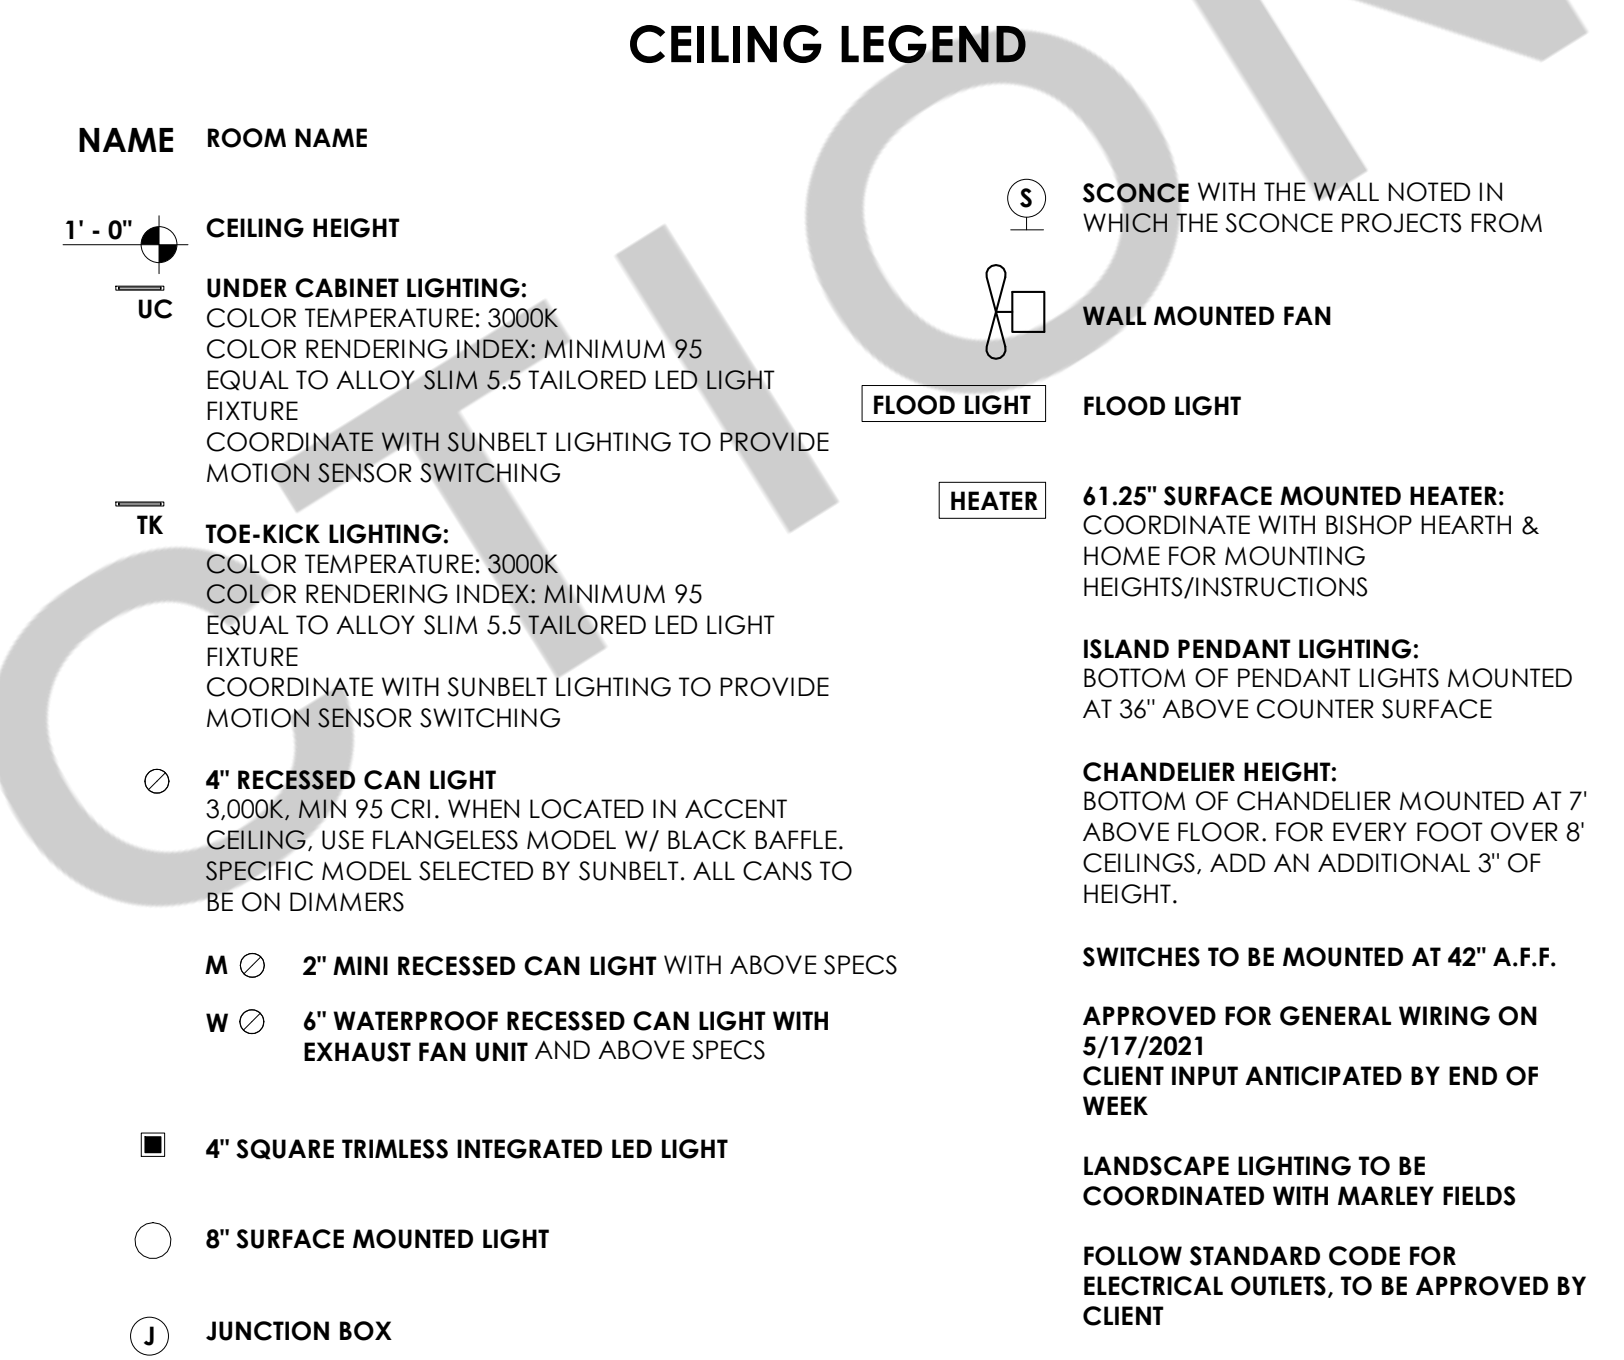 CEILING LEGEND
NAME ROOM NAME
1' - 0" CEILING HEIGHT
UC
UNDER CABINET LIGHTING:
COLOR TEMPERATURE: 3000K
COLOR RENDERING INDEX: MINIMUM 95
EQUAL TO ALLOY SLIM 5.5 TAILORED LED LIGHT
FIXTURE
COORDINATE WITH SUNBELT LIGHTING TO PROVIDE
MOTION SENSOR SWITCHING
TK
TOE-KICK LIGHTING:
COLOR TEMPERATURE: 3000K
COLOR RENDERING INDEX: MINIMUM 95
EQUAL TO ALLOY SLIM 5.5 TAILORED LED LIGHT
FIXTURE
COORDINATE WITH SUNBELT LIGHTING TO PROVIDE
MOTION SENSOR SWITCHING
4" RECESSED CAN LIGHT
3,000K, MIN 95 CRI. WHEN LOCATED IN ACCENT
CEILING, USE FLANGELESS MODEL W/ BLACK BAFFLE.
SPECIFIC MODEL SELECTED BY SUNBELT. ALL CANS TO
BE ON DIMMERS
M 2" MINI RECESSED CAN LIGHT WITH ABOVE SPECS
W 6" WATERPROOF RECESSED CAN LIGHT WITH
EXHAUST FAN UNIT AND ABOVE SPECS
4" SQUARE TRIMLESS INTEGRATED LED LIGHT
8" SURFACE MOUNTED LIGHT
J JUNCTION BOX
S SCONCE WITH THE WALL NOTED IN
WHICH THE SCONCE PROJECTS FROM
WALL MOUNTED FAN
FLOOD LIGHT FLOOD LIGHT
HEATER 61.25" SURFACE MOUNTED HEATER:
COORDINATE WITH BISHOP HEARTH &
HOME FOR MOUNTING
HEIGHTS/INSTRUCTIONS
ISLAND PENDANT LIGHTING:
BOTTOM OF PENDANT LIGHTS MOUNTED
AT 36" ABOVE COUNTER SURFACE
CHANDELIER HEIGHT:
BOTTOM OF CHANDELIER MOUNTED AT 7'
ABOVE FLOOR. FOR EVERY FOOT OVER 8'
CEILINGS, ADD AN ADDITIONAL 3" OF
HEIGHT.
SWITCHES TO BE MOUNTED AT 42" A.F.F.
APPROVED FOR GENERAL WIRING ON
5/17/2021
CLIENT INPUT ANTICIPATED BY END OF
WEEK
LANDSCAPE LIGHTING TO BE
COORDINATED WITH MARLEY FIELDS
FOLLOW STANDARD CODE FOR
ELECTRICAL OUTLETS, TO BE APPROVED BY
CLIENT
CTION